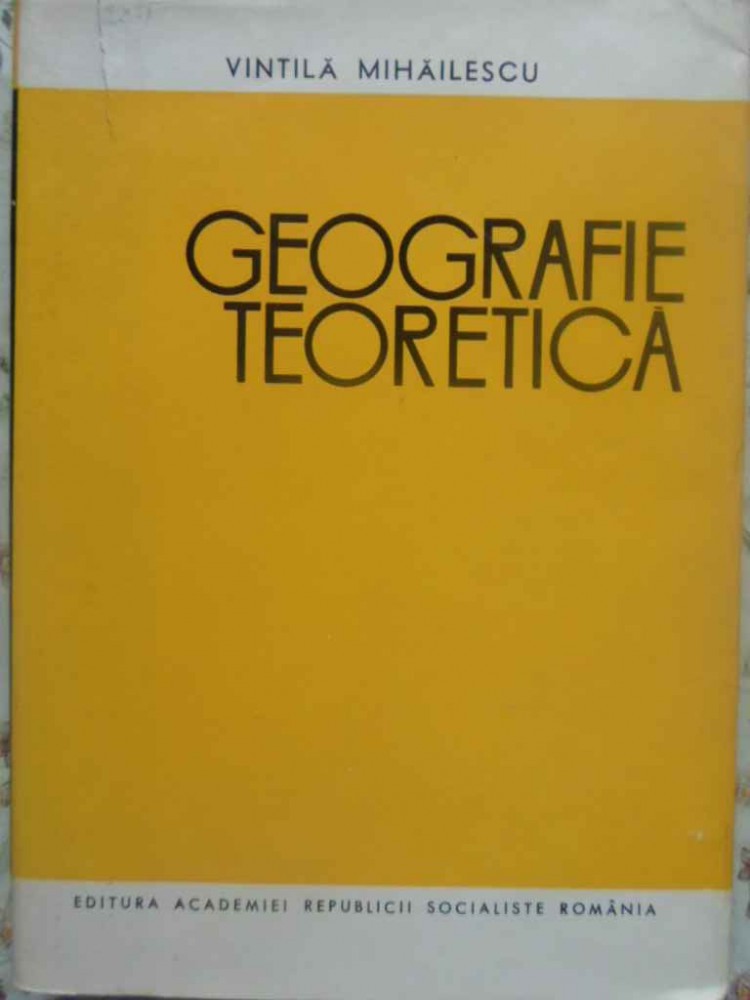 VINTILĂ MIHĂILESCU
GEOGRAFIE
TEORETICĂ
EDITURA ACADEMIEI REPUBLICII SOCIALISTE ROMÂNIA